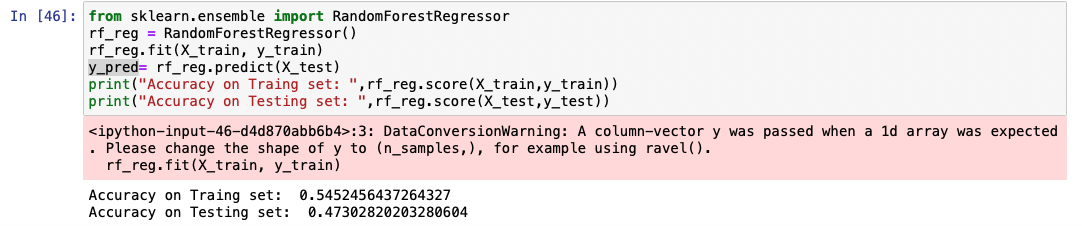 In [46]: from sklearn.ensemble import RandomForestRegressor
rf_reg = RandomForestRegressor()
rf_reg.fit(X_train, y_train)
y_pred= rf_reg.predict(X_test)
print("Accuracy on Traing set: ",rf_reg.score(X_train,y_train))
print("Accuracy on Testing set: ",rf_reg.score(X_test,y_test))
<ipython-input-46-d4d870abb6b4>:3: DataConversionWarning: A column-vector y was passed when a 1d array was expected
. Please change the shape of y to (n_samples,), for example using ravel().
rf_reg.fit(X_train, y_train)
Accuracy on Traing set:  0.5452456437264327
Accuracy on Testing set:  0.47302820203280604